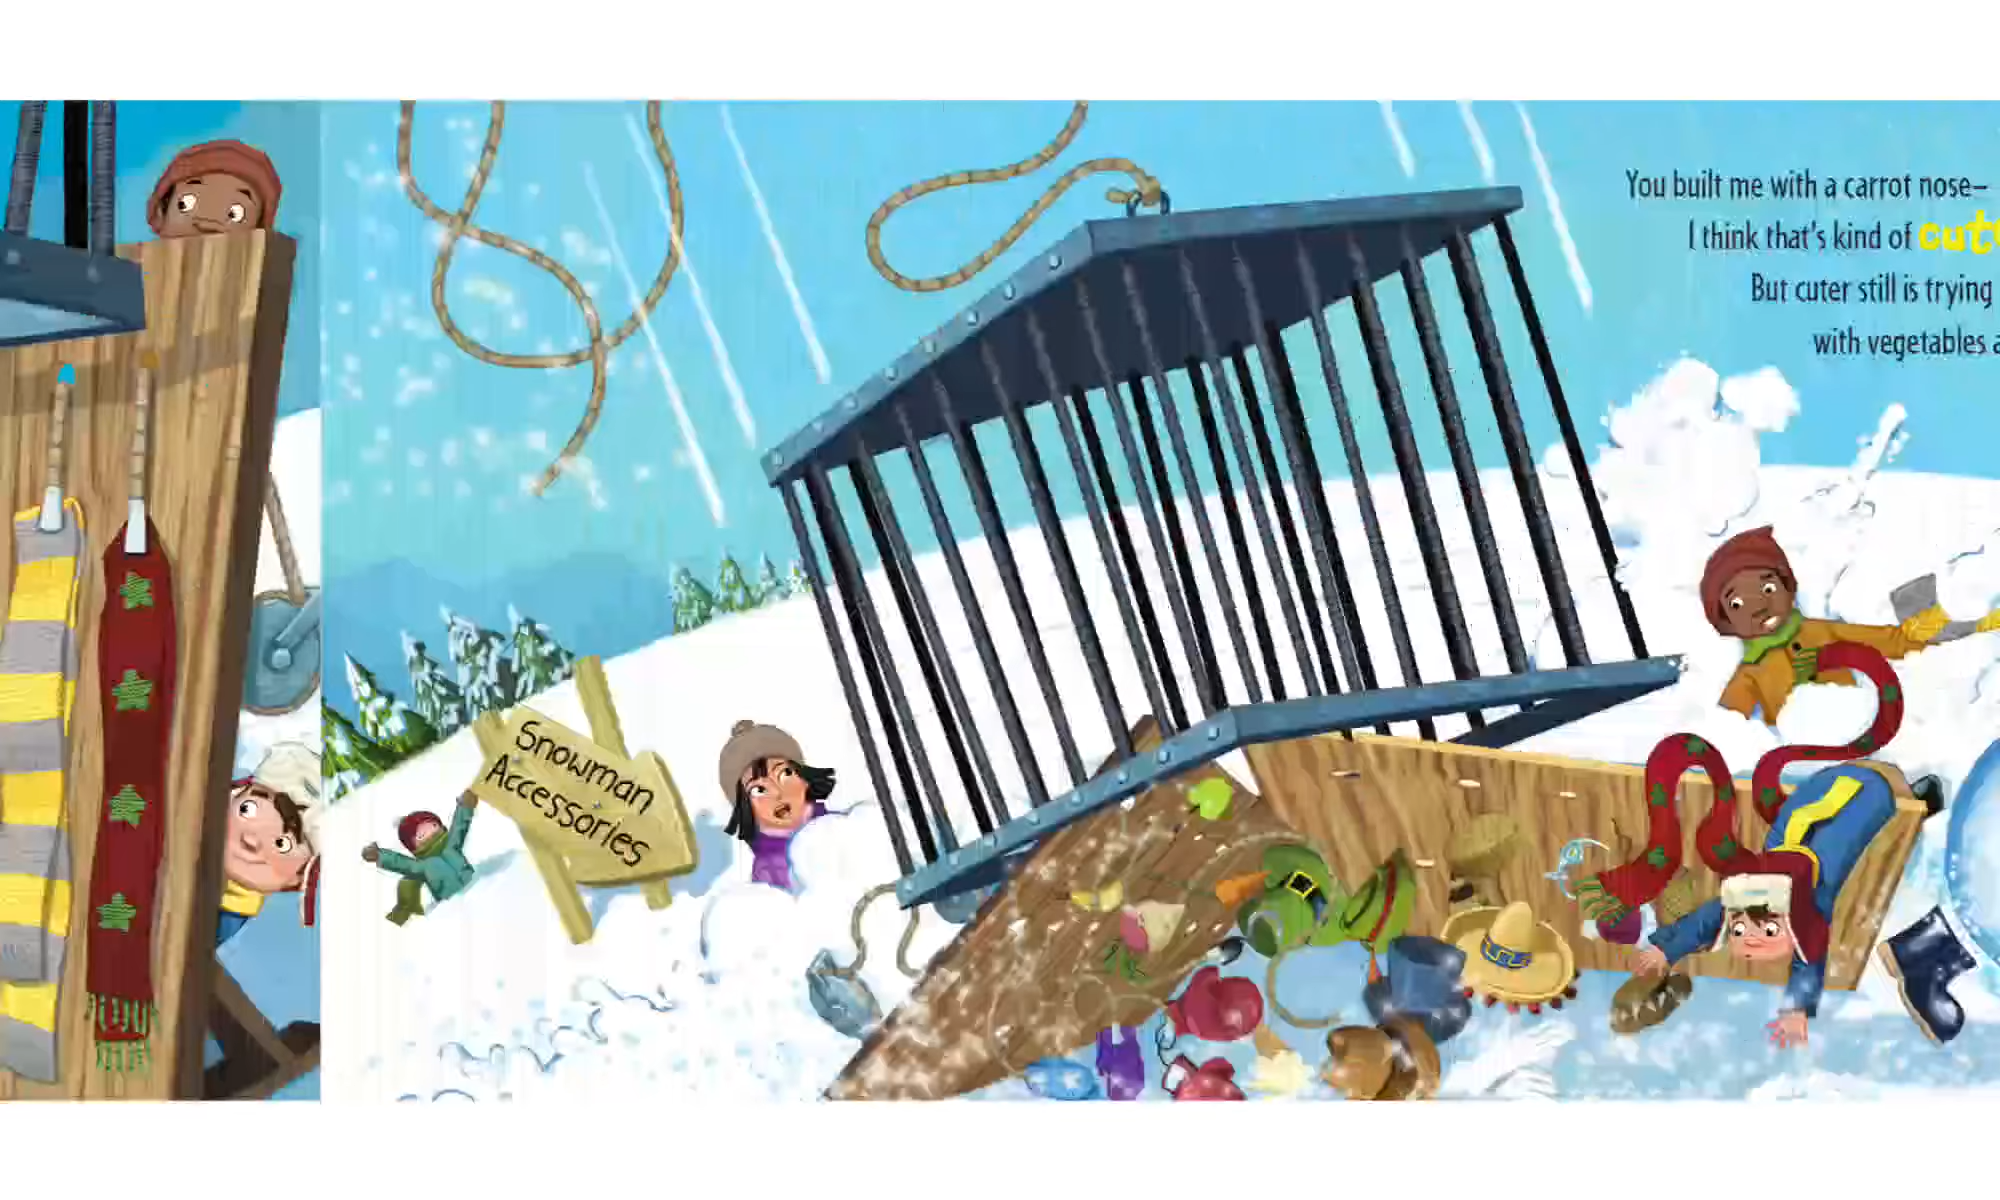 You built me with a carrot nose–
I think that's kind of
But cuter still is trying
with vegetables
Snowman
Accessories